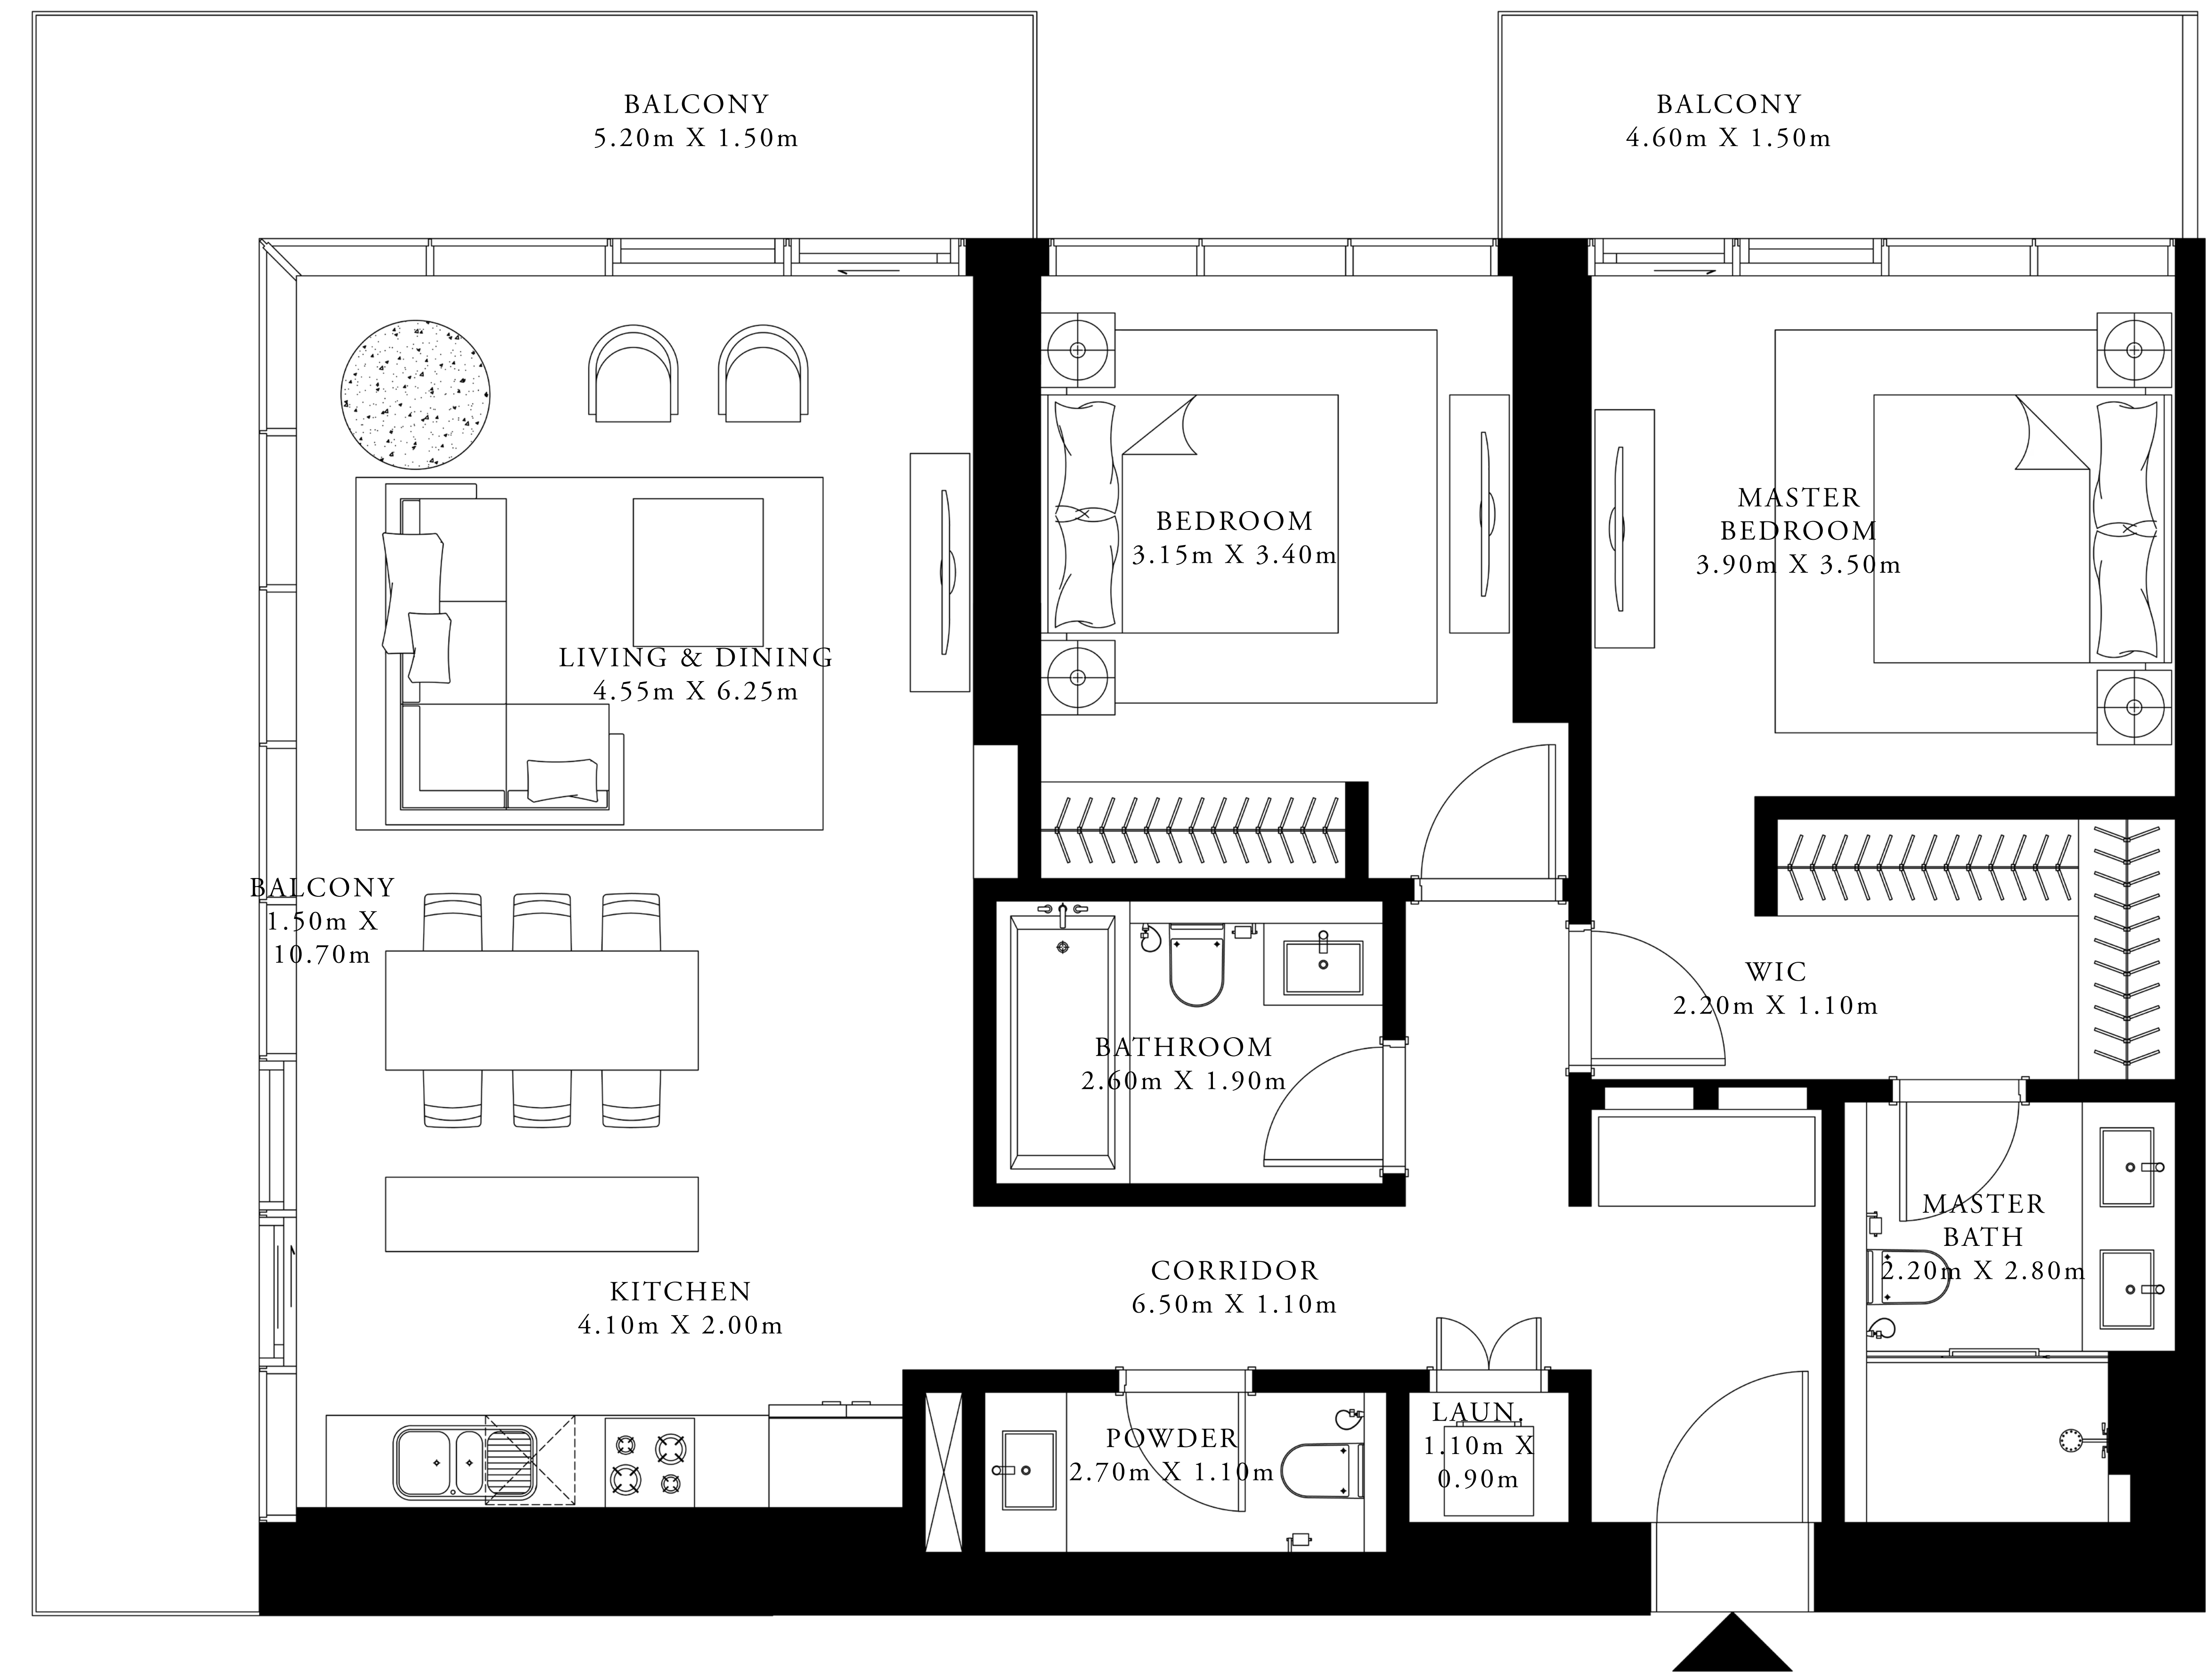 BALCONY
5.20m X 1.50m
BALCONY
4.60m X 1.50m
MASTER
BEDROOM
3.90m X 3.50m
BEDROOM
3.15m X 3.40m
LIVING & DINING
4.55m X 6.25m
BALCONY
1.50m X
10.70m
WIC
2.20m X 1.10m
BATHROOM
2.60m X 1.90m
MASTER
BATH
2.20m X 2.80m
CORRIDOR
6.50m X 1.10m
KITCHEN
4.10m X 2.00m
LAUN.
1.10m X
0.90m
POWDER
2.70m X 1.10m